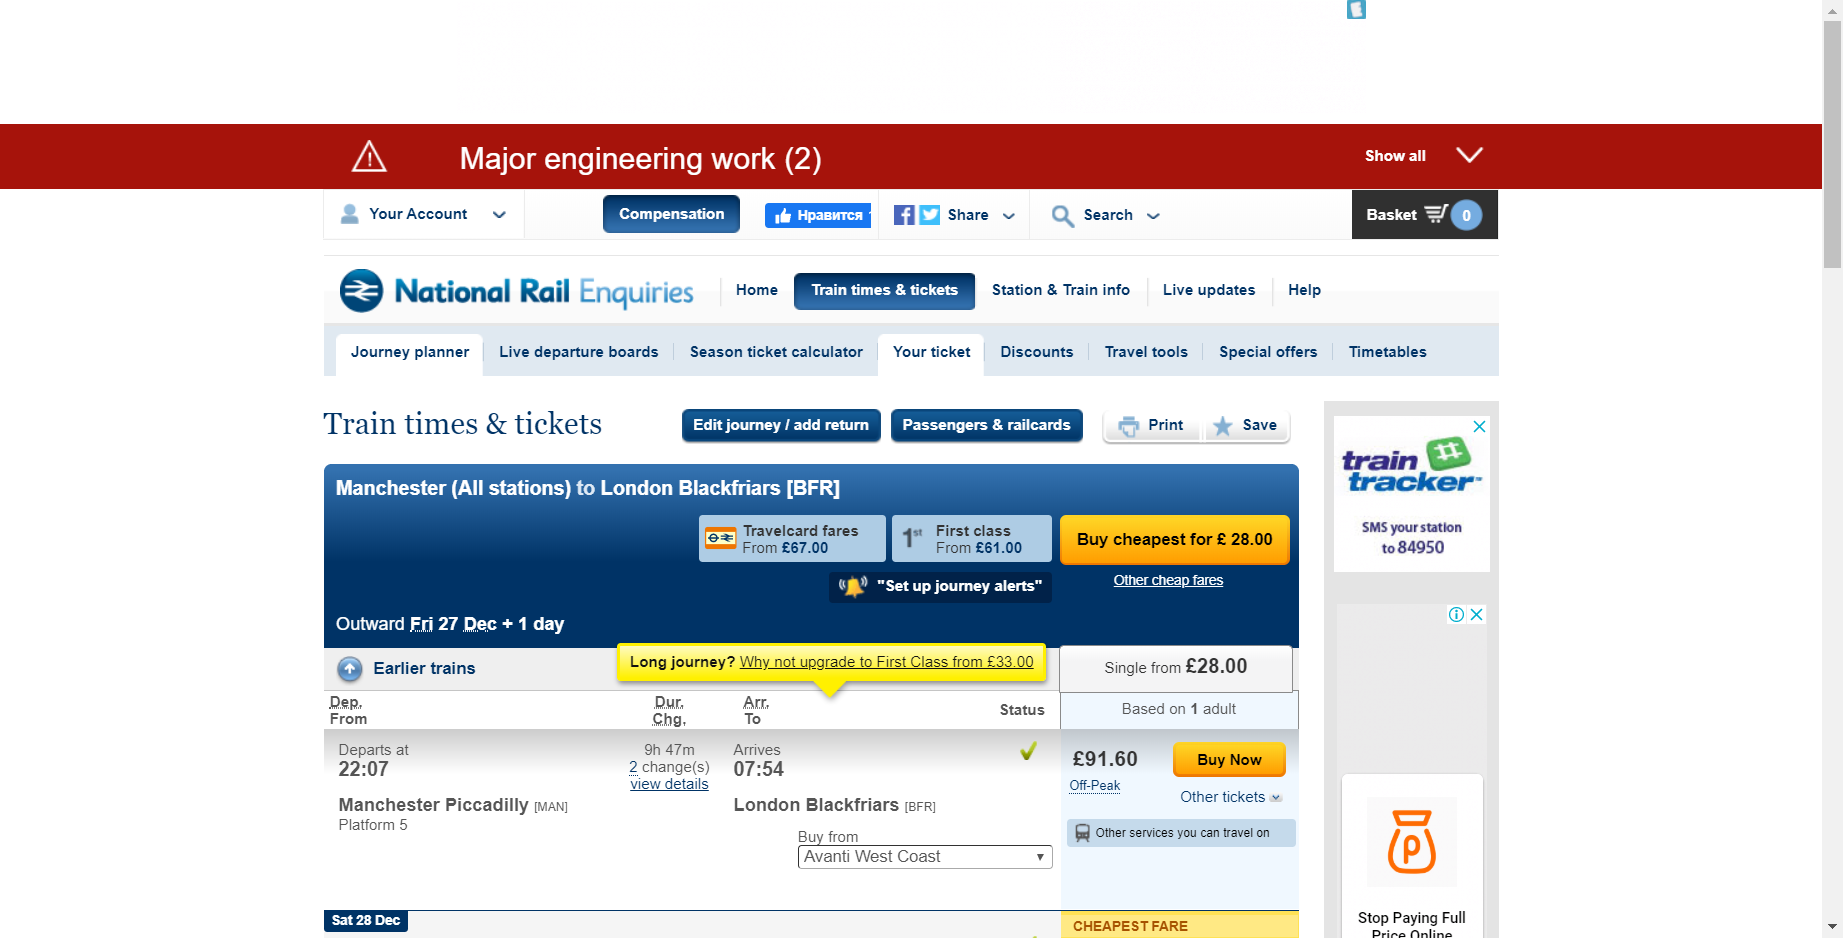 Major engineering work (2)
Show all
Your Account
Compensation
Нравится
Share
Search
Basket
0
National Rail Enquiries
Home
Train times & tickets
Station & Train info
Live updates
Help
Journey planner
Live departure boards
Season ticket calculator
Your ticket
Discounts
Travel tools
Special offers
Timetables
Train times & tickets
Edit journey / add return
Passengers & railcards
Print
Save
Manchester (All stations) to London Blackfriars [BFR]
Travelcard fares
From £67.00
1st
First class
From £61.00
Buy cheapest for £ 28.00
"Set up journey alerts"
Other cheap fares
Outward Fri 27 Dec + 1 day
Earlier trains
Long journey? Why not upgrade to First Class from £33.00
Single from £28.00
Dep.
From
Dur.
Chg.
Arr.
To
Status
Based on 1 adult
Departs at
22:07
Manchester Piccadilly [MAN]
Platform 5
9h 47m
2 change(s)
view details
Arrives
07:54
London Blackfriars [BFR]
Buy from
Avanti West Coast
£91.60
Off-Peak
Buy Now
Other tickets
Other services you can travel on
Sat 28 Dec
CHEAPEST FARE
train
tracker
SMS your station
to 84950
p
Stop Paying Full
Price Online